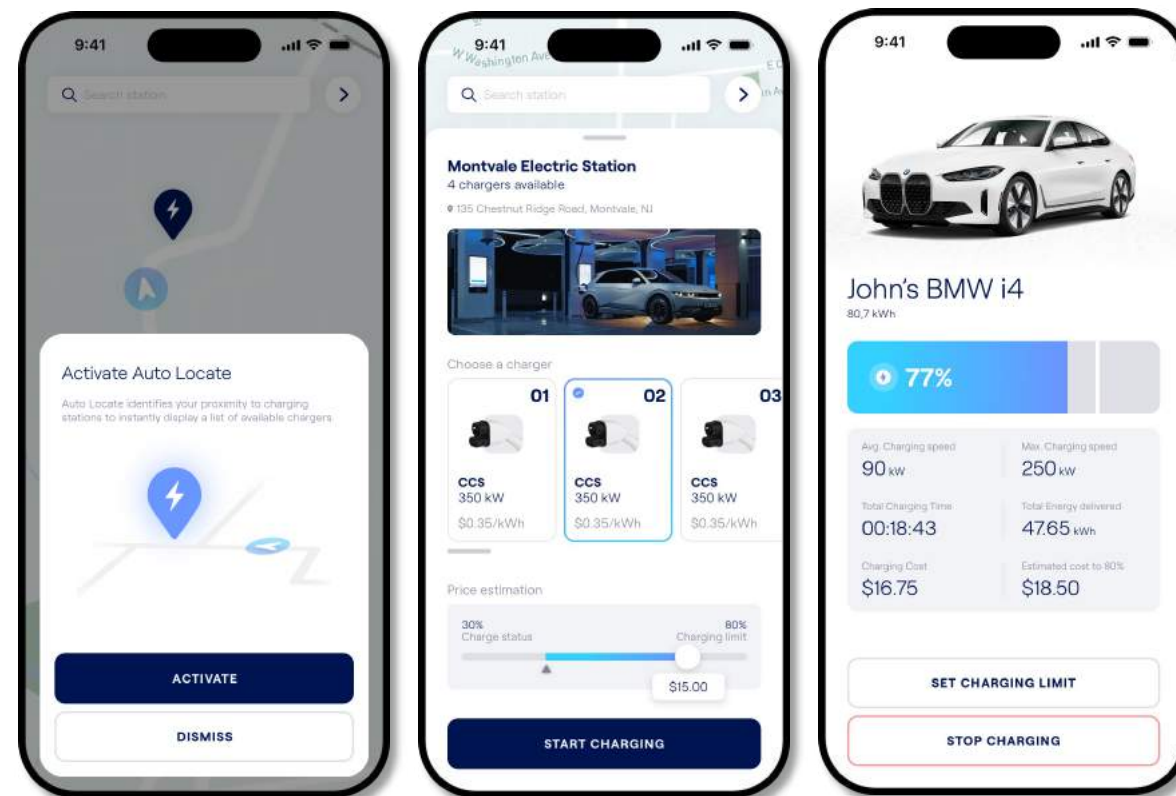 9:41
Search station
Activate Auto Locate
Auto Locate identifies your proximity to charging
stations to instantly display a list of available chargers.
ACTIVATE
DISMISS
9:41
W Washington Ave
Search station
Montvale Electric Station
4 chargers available
135 Chestnut Ridge Road, Montvale, NJ
Choose a charger
01
CCS
350 kW
$0.35/kWh
02
CCS
350 kW
$0.35/kWh
03
CCS
350 kW
$0.35/kWh
Price estimation
30%
Charge status
80%
Charging limit
$15.00
START CHARGING
9:41
John's BMW i4
80,7 kWh
77%
Avg. Charging speed
90 kW
Max. Charging speed
250 kW
Total Charging Time
00:18:43
Total Energy delivered
47.65 kWh
Charging Cost
$16.75
Estimated cost to 80%
$18.50
SET CHARGING LIMIT
STOP CHARGING